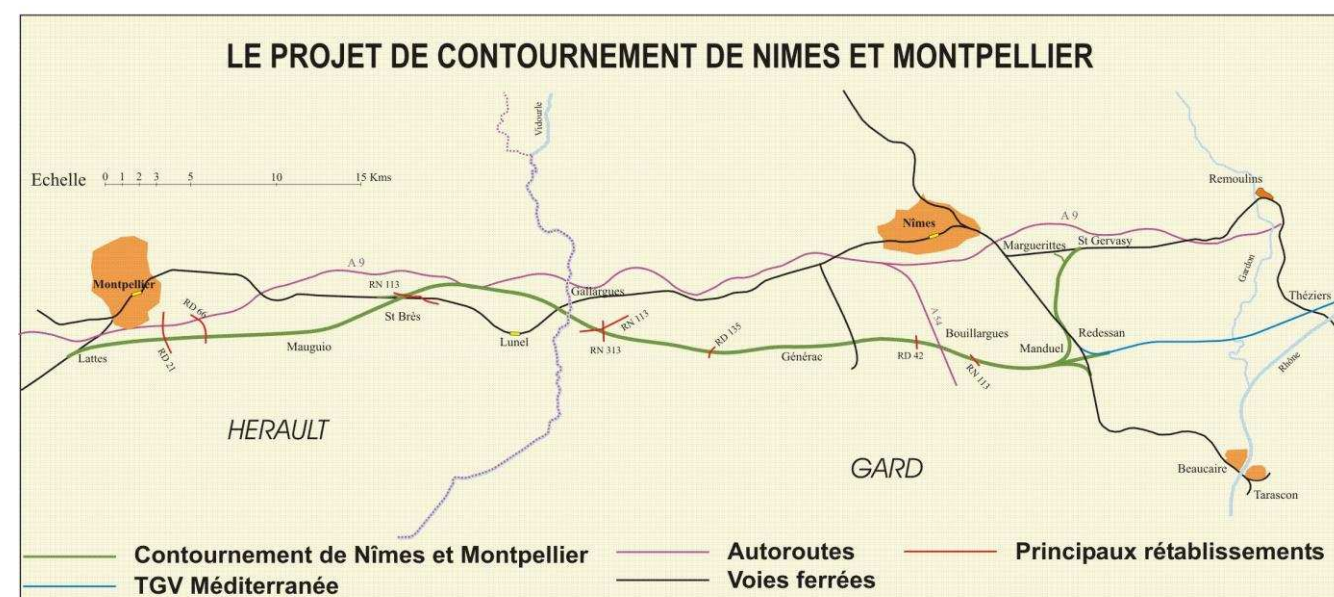 LE PROJET DE CONTOURNEMENT DE NIMES ET MONTPELLIER
Vidourle
Echelle 0 1 2 3 5 10 15 Kms
Remoulins
A 9
Nîmes
Marguerittes
St Gervasy
Gardon
A 9
Montpellier
RN 113
Gallargues
Théziers
RD 66
St Brès
RN 113
A 54
Bouillargues
Redessan
Lattes
RD 21
Mauguio
Lunel
RN 313
RD 135
Générac
RD 42
RN 113
Manduel
Rhône
HERAULT
GARD
Beaucaire
Tarascon
Contournement de Nîmes et Montpellier
Autoroutes
Principaux rétablissements
TGV Méditerranée
Voies ferrées